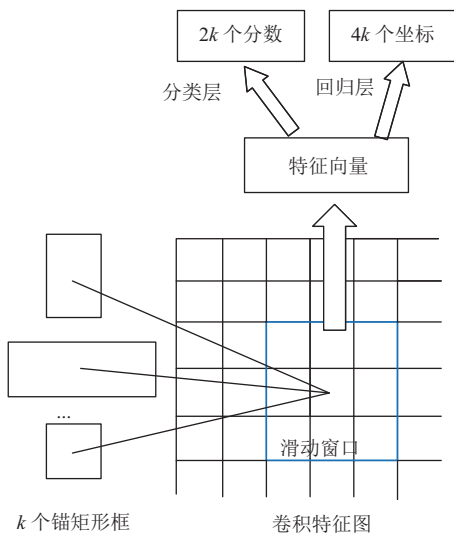 2k 个分数
4k 个坐标
分类层
回归层
特征向量
...
滑动窗口
k 个锚矩形框
卷积特征图